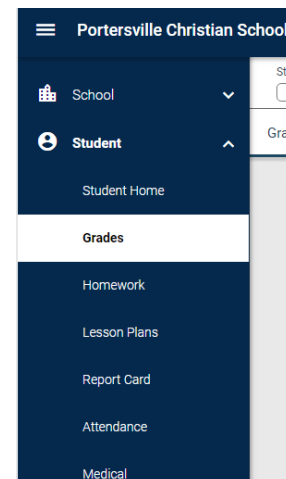 Portersville Christian School
School
Student
Student Home
Grades
Homework
Lesson Plans
Report Card
Attendance
Medical